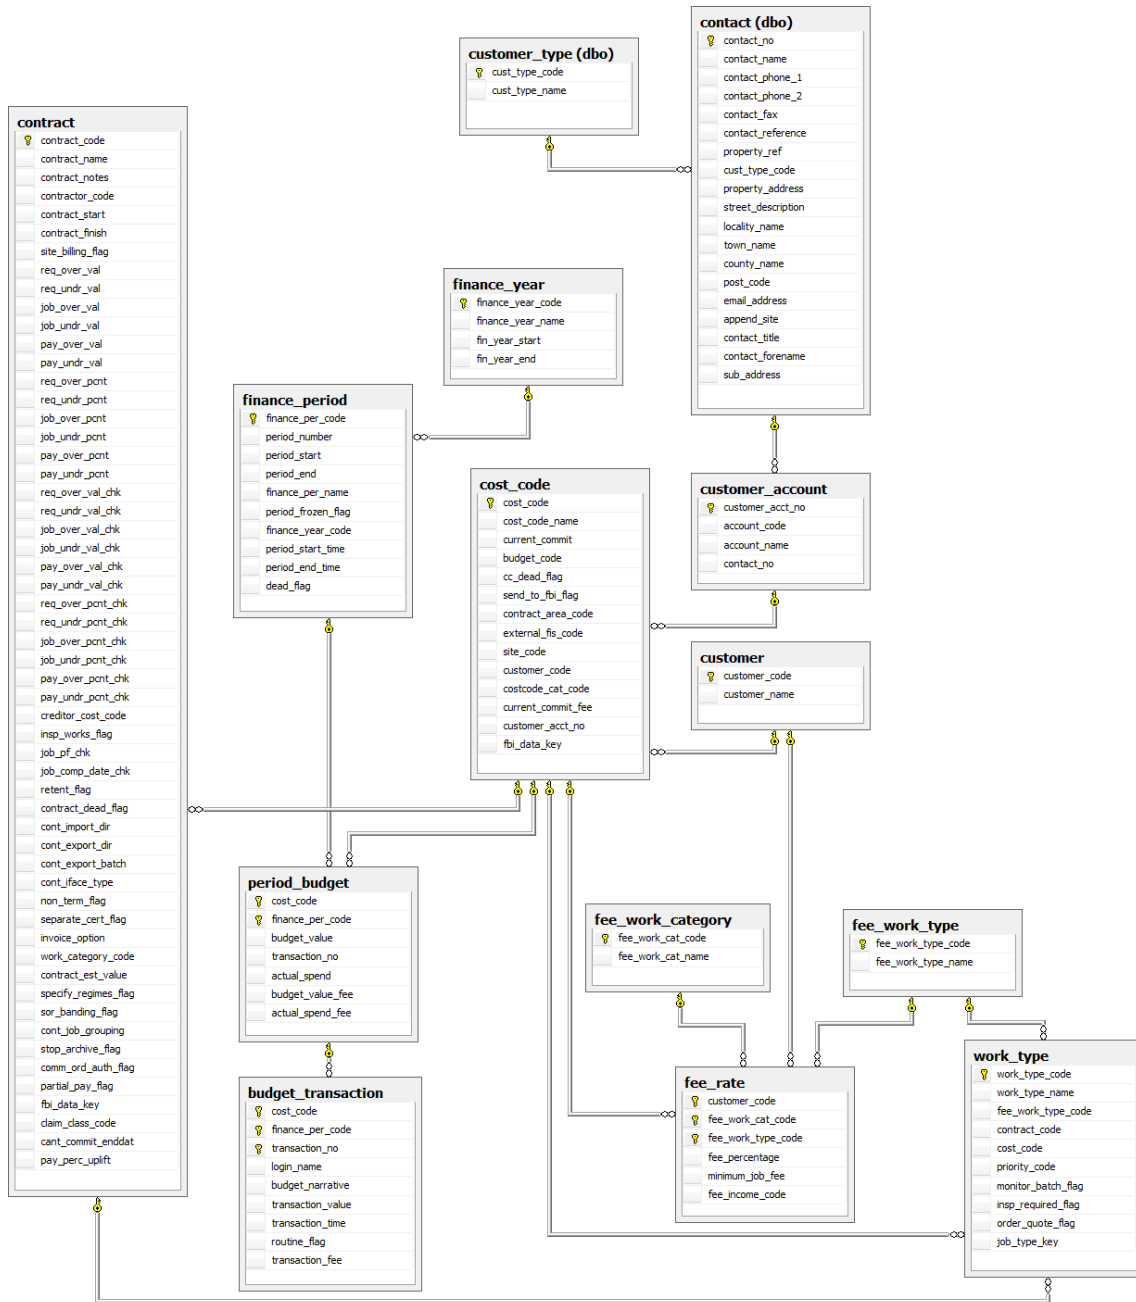 contact (dbo)
contact_no
contact_name
contact_phone_1
contact_phone_2
contact_fax
contact_reference
property_ref
cust_type_code
property_address
street_description
locality_name
town_name
county_name
post_code
email_address
append_site
contact_title
contact_forename
sub_address
customer_type (dbo)
cust_type_code
cust_type_name
contract
contract_code
contract_name
contract_notes
contractor_code
contract_start
contract_finish
site_billing_flag
req_over_val
req_undr_val
job_over_val
job_undr_val
pay_over_val
pay_undr_val
req_over_pcnt
req_undr_pcnt
job_over_pcnt
job_undr_pcnt
pay_over_pcnt
pay_undr_pcnt
req_over_val_chk
req_undr_val_chk
job_over_val_chk
job_undr_val_chk
pay_over_val_chk
pay_undr_val_chk
req_over_pcnt_chk
req_undr_pcnt_chk
job_over_pcnt_chk
job_undr_pcnt_chk
pay_over_pcnt_chk
pay_undr_pcnt_chk
creditor_cost_code
insp_works_flag
job_pf_chk
job_comp_date_chk
retent_flag
contract_dead_flag
cont_import_dir
cont_export_dir
cont_export_batch
cont_iface_type
non_term_flag
separate_cert_flag
invoice_option
work_category_code
contract_est_value
specify_regimes_flag
sor_banding_flag
cont_job_grouping
stop_archive_flag
comm_ord_auth_flag
partial_pay_flag
fbi_data_key
claim_class_code
cant_commit_enddat
pay_perc_uplift
finance_year
finance_year_code
finance_year_name
fin_year_start
fin_year_end
finance_period
finance_per_code
period_number
period_start
period_end
finance_per_name
period_frozen_flag
finance_year_code
period_start_time
period_end_time
dead_flag
cost_code
cost_code
cost_code_name
current_commit
budget_code
cc_dead_flag
send_to_fbi_flag
contract_area_code
external_fis_code
site_code
customer_code
costcode_cat_code
current_commit_fee
customer_acct_no
fbi_data_key
customer_account
customer_acct_no
account_code
account_name
contact_no
customer
customer_code
customer_name
period_budget
cost_code
finance_per_code
budget_value
transaction_no
actual_spend
budget_value_fee
actual_spend_fee
fee_work_category
fee_work_cat_code
fee_work_cat_name
fee_work_type
fee_work_type_code
fee_work_type_name
budget_transaction
cost_code
finance_per_code
transaction_no
login_name
budget_narrative
transaction_value
transaction_time
routine_flag
transaction_fee
fee_rate
customer_code
fee_work_cat_code
fee_work_type_code
fee_percentage
minimum_job_fee
fee_income_code
work_type
work_type_code
work_type_name
fee_work_type_code
contract_code
cost_code
priority_code
monitor_batch_flag
insp_required_flag
order_quote_flag
job_type_key